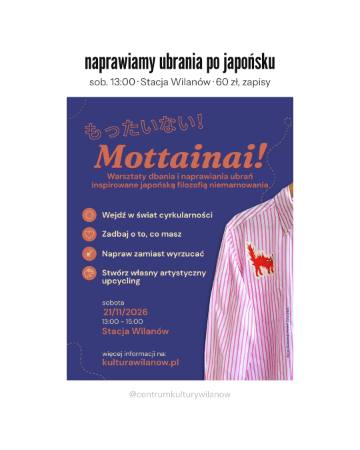 naprawiamy ubrania po japońsku
sob. 13:00 · Stacja Wilanów · 60 zł, zapisy
もったいない!
Mottainai!
Warsztaty dbania i naprawiania ubrań
inspirowane japońską filozofią niemarnowania
Wejdź w świat cyrkularności
Zadbaj o to, co masz
Napraw zamiast wyrzucać
Stwórz własny artystyczny
upcycling
sobota
21/11/2026
13:00 - 15:00
Stacja Wilanów
więcej informacji na:
kulturawilanow.pl
@centrumkulturywilanow